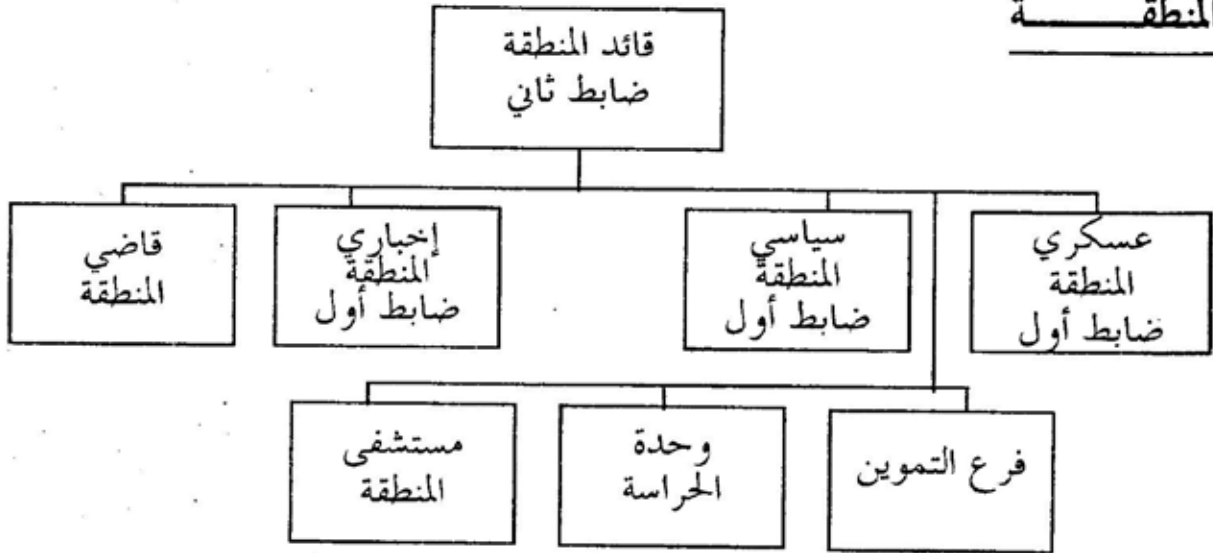 المنطقـــــة
قائد المنطقة
ضابط ثاني
عسكري
المنطقة
ضابط أول
سياسي
المنطقة
ضابط أول
إخباري
المنطقة
ضابط أول
قاضي
المنطقة
فرع التموين
وحدة
الحراسة
مستشفى
المنطقة